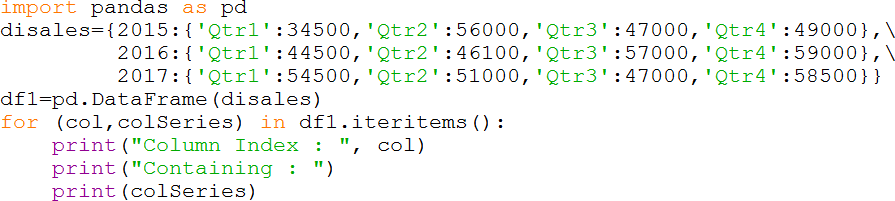 import pandas as pd
disales={2015:{'Qtr1':34500,'Qtr2':56000,'Qtr3':47000,'Qtr4':49000},\
         2016:{'Qtr1':44500,'Qtr2':46100,'Qtr3':57000,'Qtr4':59000},\
         2017:{'Qtr1':54500,'Qtr2':51000,'Qtr3':47000,'Qtr4':58500}}
df1=pd.DataFrame(disales)
for (col,colSeries) in df1.iteritems():
    print("Column Index : ", col)
    print("Containing : ")
    print(colSeries)